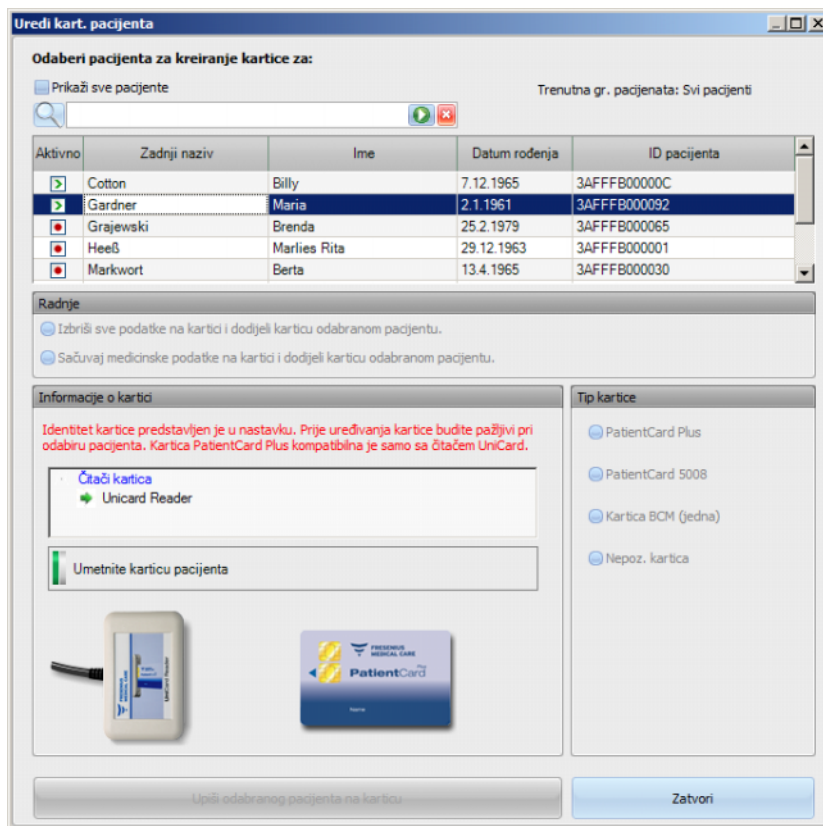 Uredi kart. pacijenta
Odaberi pacijenta za kreiranje kartice za:
Prikaži sve pacijente
Trenutna gr. pacijenata: Svi pacijenti
Aktivno Zadnji naziv Ime Datum rođenja ID pacijenta
Cotton Billy 7.12.1965 3AFFFB00000C
Gardner Maria 2.1.1961 3AFFFB000092
Grajewski Brenda 25.2.1979 3AFFFB000065
Heeß Marlies Rita 29.12.1963 3AFFFB000001
Markwort Berta 13.4.1965 3AFFFB000030
Radnje
Izbriši sve podatke na kartici i dodijeli karticu odabranom pacijentu.
Sačuvaj medicinske podatke na kartici i dodijeli karticu odabranom pacijentu.
Informacije o kartici
Identitet kartice predstavljen je u nastavku. Prije uređivanja kartice budite pažljivi pri
odabiru pacijenta. Kartica PatientCard Plus kompatibilna je samo sa čitačem UniCard.
Čitači kartica
Unicard Reader
Umetnite karticu pacijenta
FRESENIUS
MEDICAL CARE
UniCard Reader
FRESENIUS
MEDICAL CARE
PatientCard Plus
Name
Tip kartice
PatientCard Plus
PatientCard 5008
Kartica BCM (jedna)
Nepoz. kartica
Upiši odabranog pacijenta na karticu
Zatvori